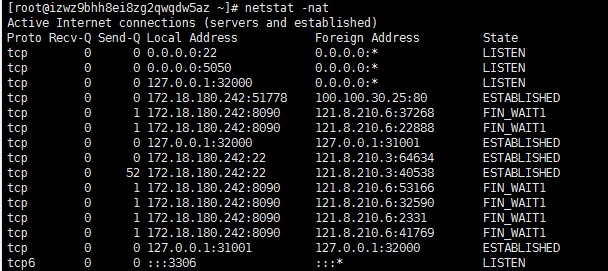 [root@izwz9bhh8ei8zg2qwqdw5az ~]# netstat -nat
Active Internet connections (servers and established)
Proto Recv-Q Send-Q Local Address Foreign Address State
tcp 0 0 0.0.0.0:22 0.0.0.0:* LISTEN
tcp 0 0 0.0.0.0:5050 0.0.0.0:* LISTEN
tcp 0 0 127.0.0.1:32000 0.0.0.0:* LISTEN
tcp 0 0 172.18.180.242:51778 100.100.30.25:80 ESTABLISHED
tcp 0 1 172.18.180.242:8090 121.8.210.6:37268 FIN_WAIT1
tcp 0 1 172.18.180.242:8090 121.8.210.6:22888 FIN_WAIT1
tcp 0 0 127.0.0.1:32000 127.0.0.1:31001 ESTABLISHED
tcp 0 0 172.18.180.242:22 121.8.210.3:64634 ESTABLISHED
tcp 0 52 172.18.180.242:22 121.8.210.3:40538 ESTABLISHED
tcp 0 1 172.18.180.242:8090 121.8.210.6:53166 FIN_WAIT1
tcp 0 1 172.18.180.242:8090 121.8.210.6:32590 FIN_WAIT1
tcp 0 1 172.18.180.242:8090 121.8.210.6:2331 FIN_WAIT1
tcp 0 1 172.18.180.242:8090 121.8.210.6:41769 FIN_WAIT1
tcp 0 0 127.0.0.1:31001 127.0.0.1:32000 ESTABLISHED
tcp6 0 0 :::3306 :::* LISTEN